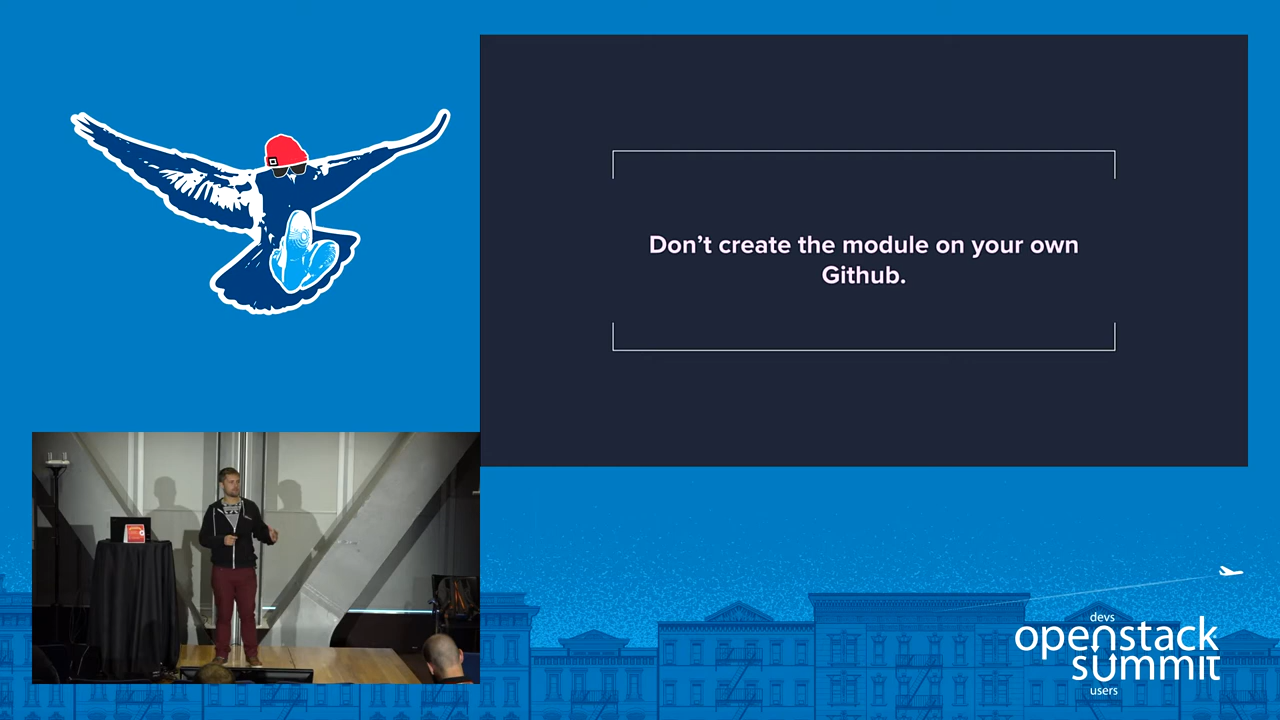 Don’t create the module on your own
Github.
devs
openstack
summit
users